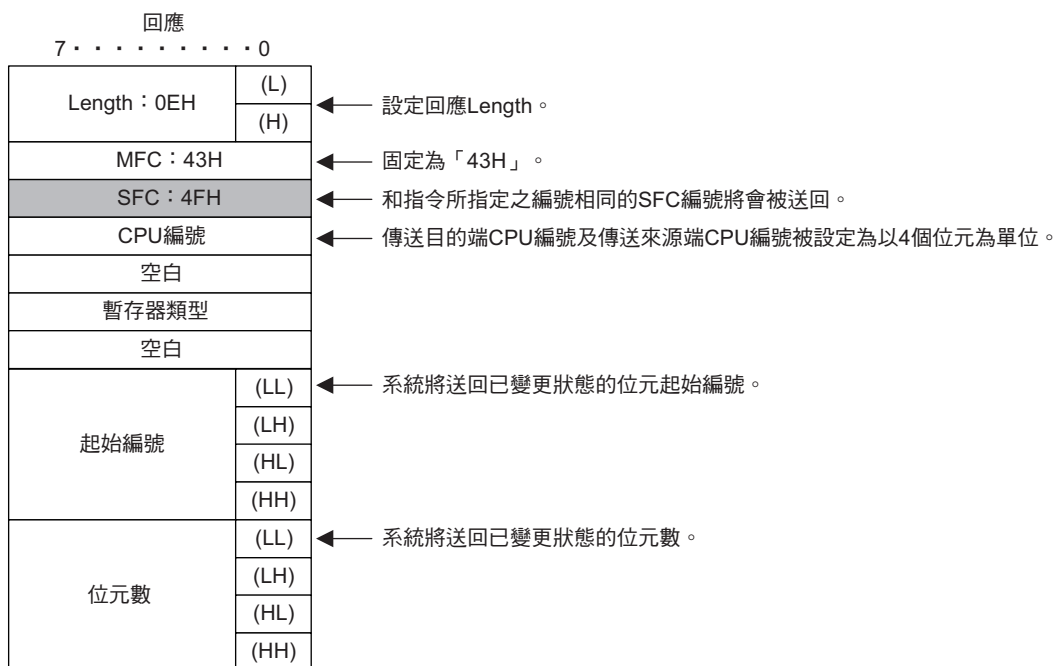 回應
7・・・・・・・・・0
Length：0EH
(L)
設定回應Length。
(H)
MFC：43H
固定為「43H」。
SFC：4FH
和指令所指定之編號相同的SFC編號將會被送回。
CPU編號
傳送目的端CPU編號及傳送來源端CPU編號被設定為以4個位元為單位。
空白
暫存器類型
空白
起始編號
(LL)
系統將送回已變更狀態的位元起始編號。
(LH)
(HL)
(HH)
位元數
(LL)
系統將送回已變更狀態的位元數。
(LH)
(HL)
(HH)